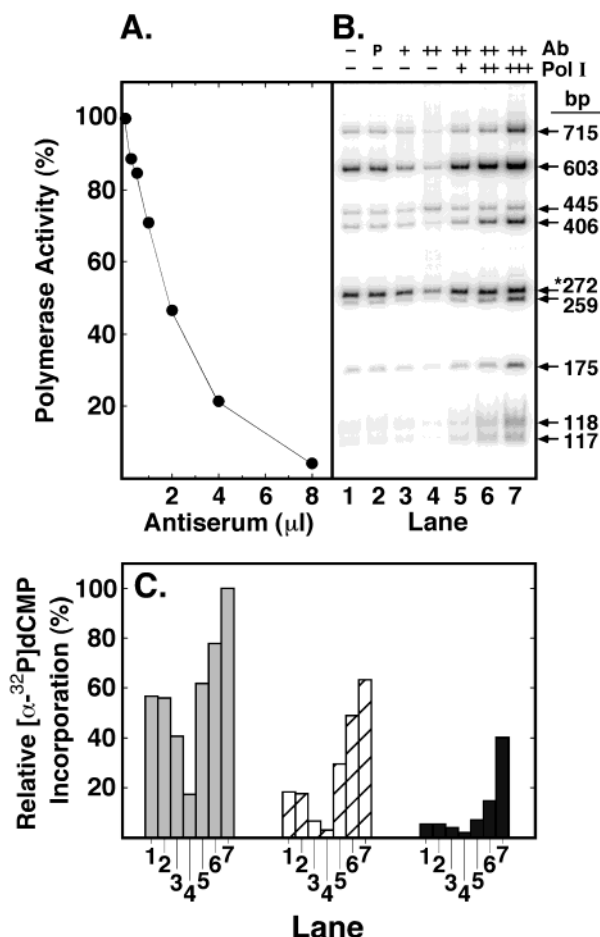 A.
B.
– P + ++ ++ ++ ++ Ab
– – – – + ++ +++ Pol I
bp
100
80
60
40
20
Polymerase Activity (%)
715
603
445
406
*272
259
175
118
117
2 4 6 8
Antiserum (μl)
1 2 3 4 5 6 7
Lane
C.
100
80
60
40
20
Relative [α-³²P]dCMP
Incorporation (%)
1 2 3 4 5 6 7 1 2 3 4 5 6 7 1 2 3 4 5 6 7
Lane